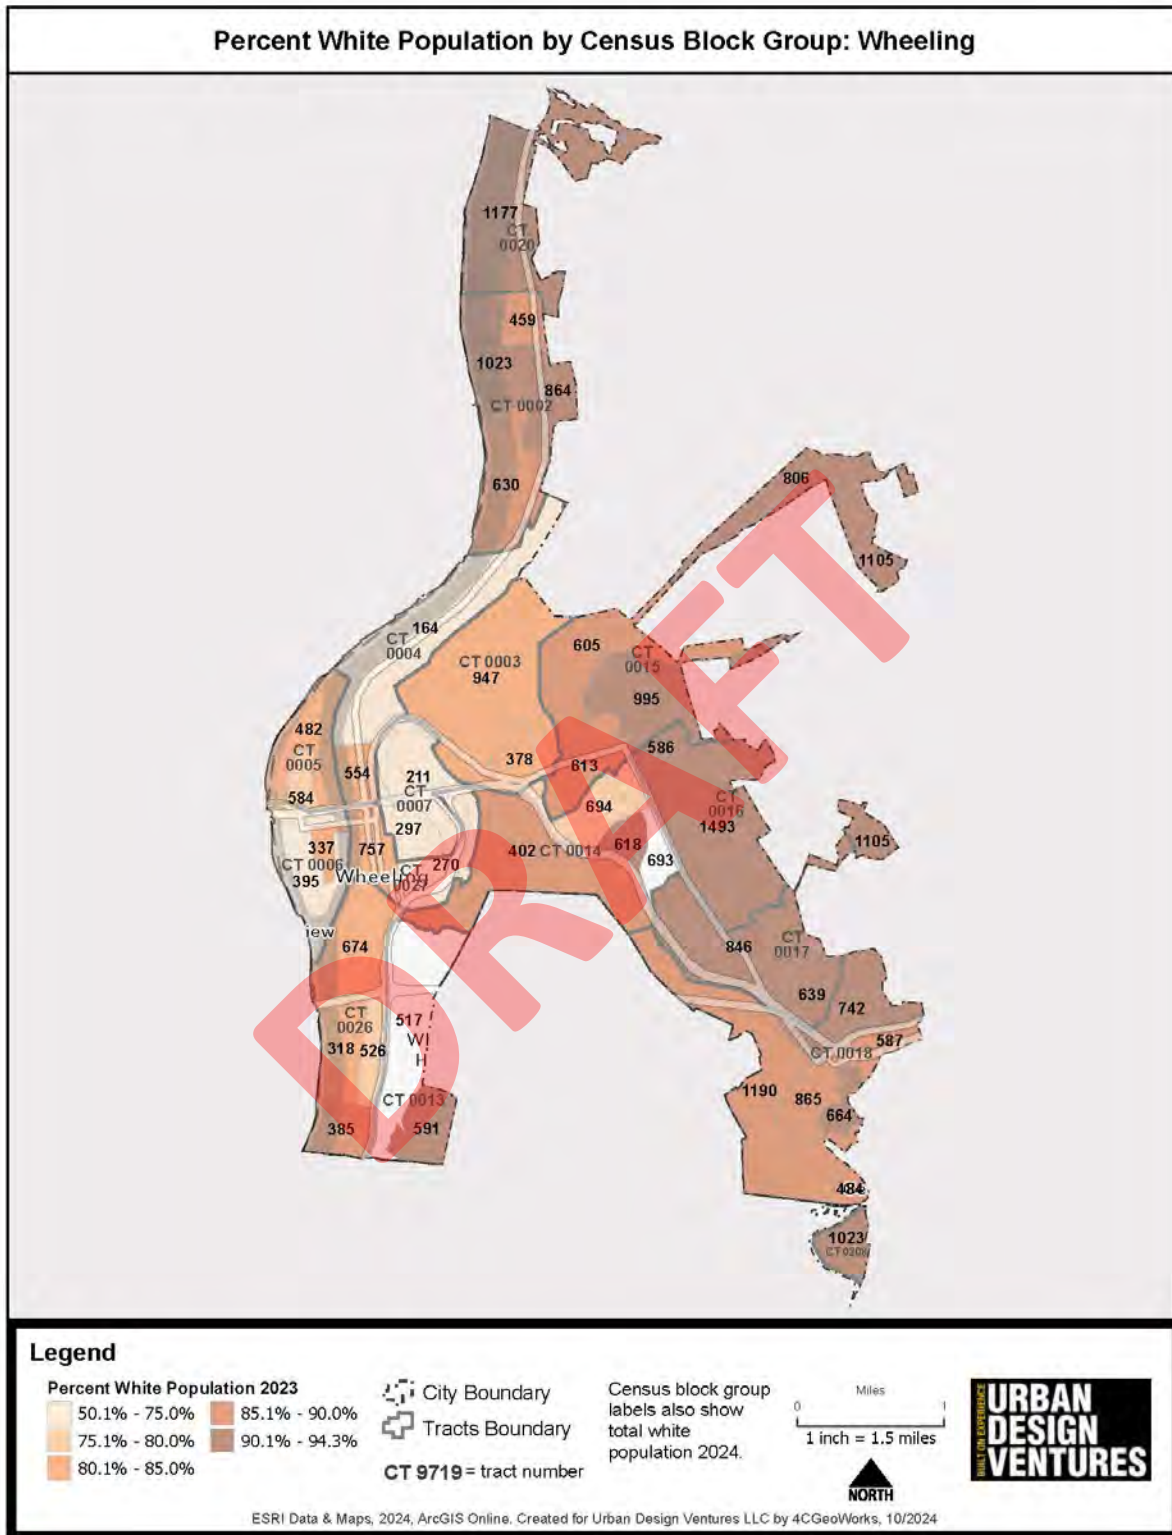 Percent White Population by Census Block Group: Wheeling
1177
CT
0020
459
1023
864
CT 0002
630
806
1105
164
CT
0004
605
CT
0015
CT 0003
947
995
482
CT
0005
554
378
586
613
211
CT
0007
584
694
CT
0016
1493
297
337
757
402
CT 0014
618
693
1105
CT 0006
395
270
CT
0027
Wheeling
iew
674
846
CT
0017
639
742
517
CT
0026
WI
H
318
526
587
CT 0018
1190
865
664
CT 0013
385
591
484
1023
DRAFT
Legend
Percent White Population 2023
50.1% - 75.0%
75.1% - 80.0%
80.1% - 85.0%
85.1% - 90.0%
90.1% - 94.3%
City Boundary
Tracts Boundary
CT 9719 = tract number
Census block group
labels also show
total white
population 2024.
Miles
0 1
1 inch = 1.5 miles
NORTH
BUILT ON EXPERIENCE
URBAN
DESIGN
VENTURES
ESRI Data & Maps, 2024, ArcGIS Online. Created for Urban Design Ventures LLC by 4CGeoWorks, 10/2024